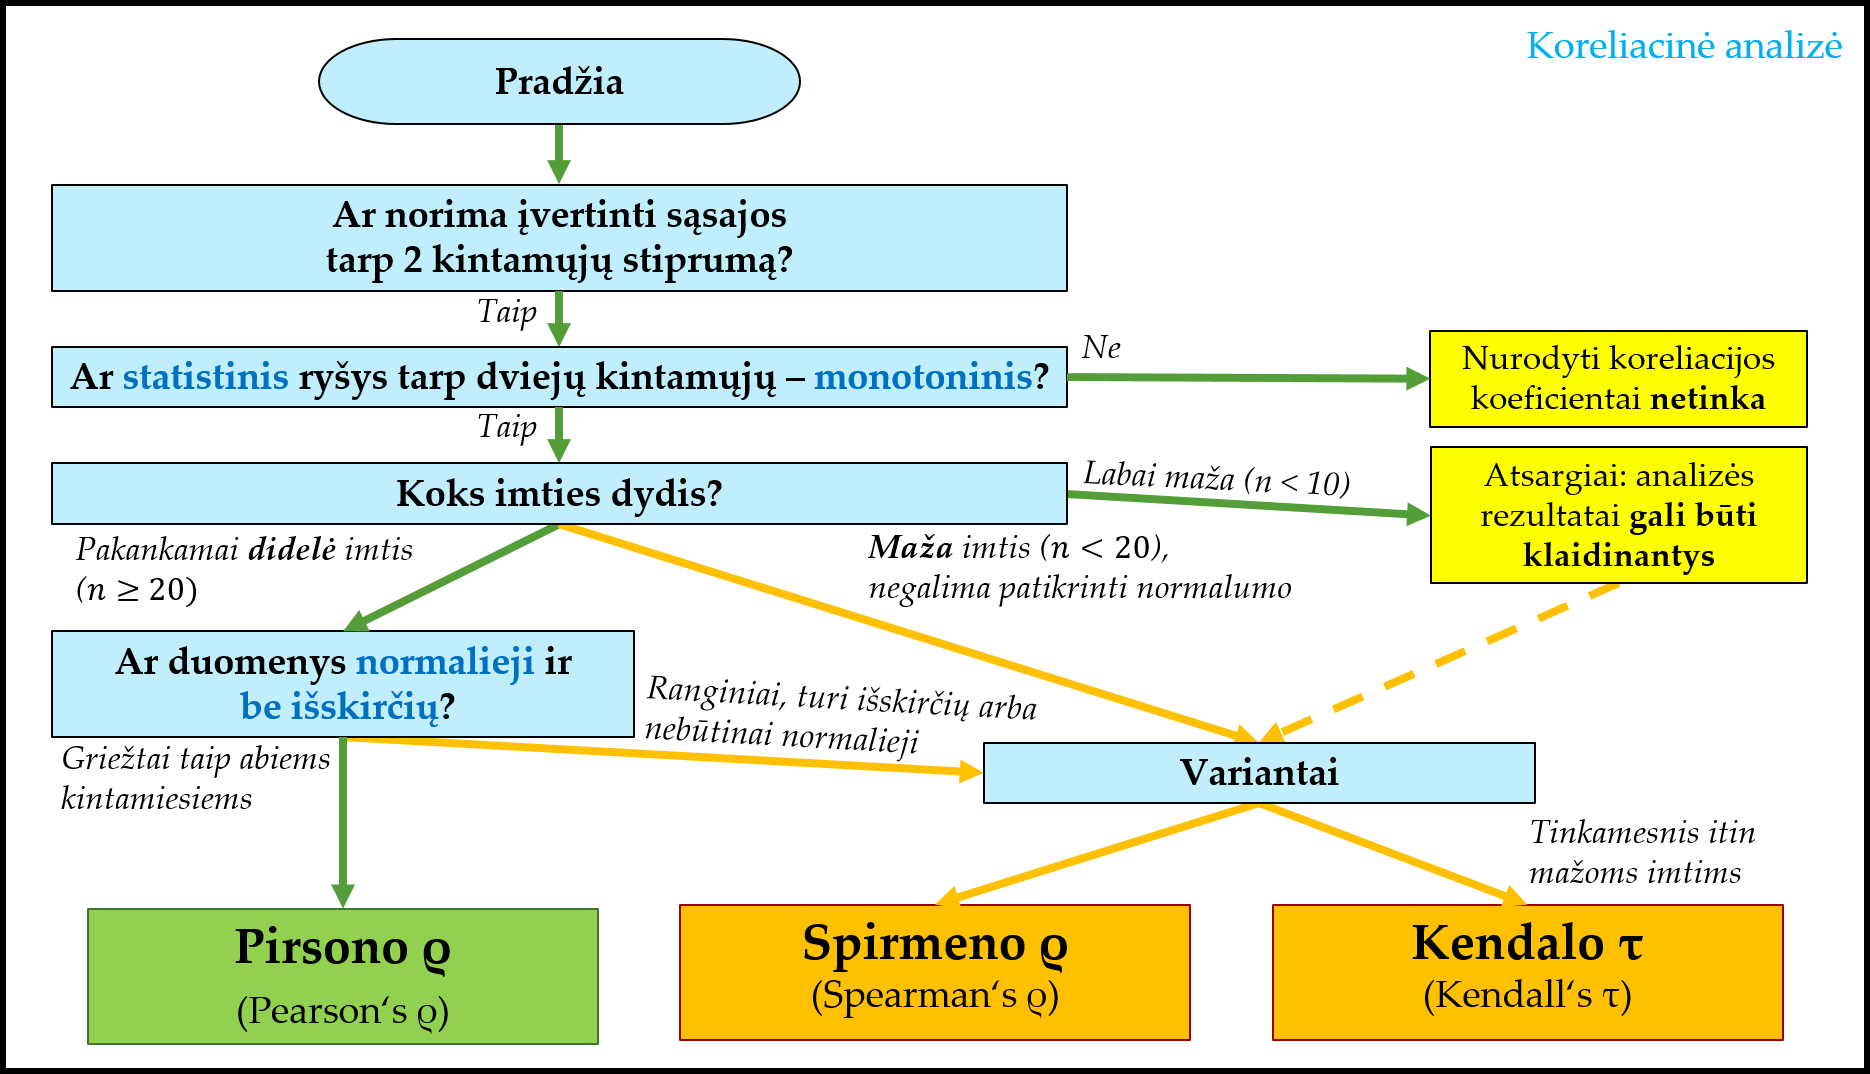 Koreliacinė analizė
Pradžia
Ar norima įvertinti sąsajos
tarp 2 kintamųjų stiprumą?
Taip
Ar statistinis ryšys tarp dviejų kintamųjų – monotoninis?
Ne
Nurodyti koreliacijos
koeficientai netinka
Taip
Koks imties dydis?
Labai maža (n < 10)
Atsargiai: analizės
rezultatai gali būti
klaidinantys
Pakankamai didelė imtis
(n ≥ 20)
Maža imtis (n < 20),
negalima patikrinti normalumo
Ar duomenys normalieji ir
be išskirčių?
Ranginiai, turi išskirčių arba
nebūtinai normalieji
Griežtai taip abiems
kintamiesiems
Variantai
Tinkamesnis itin
mažoms imtims
Pirsono ϱ
(Pearson‘s ϱ)
Spirmeno ϱ
(Spearman‘s ϱ)
Kendalo τ
(Kendall‘s τ)